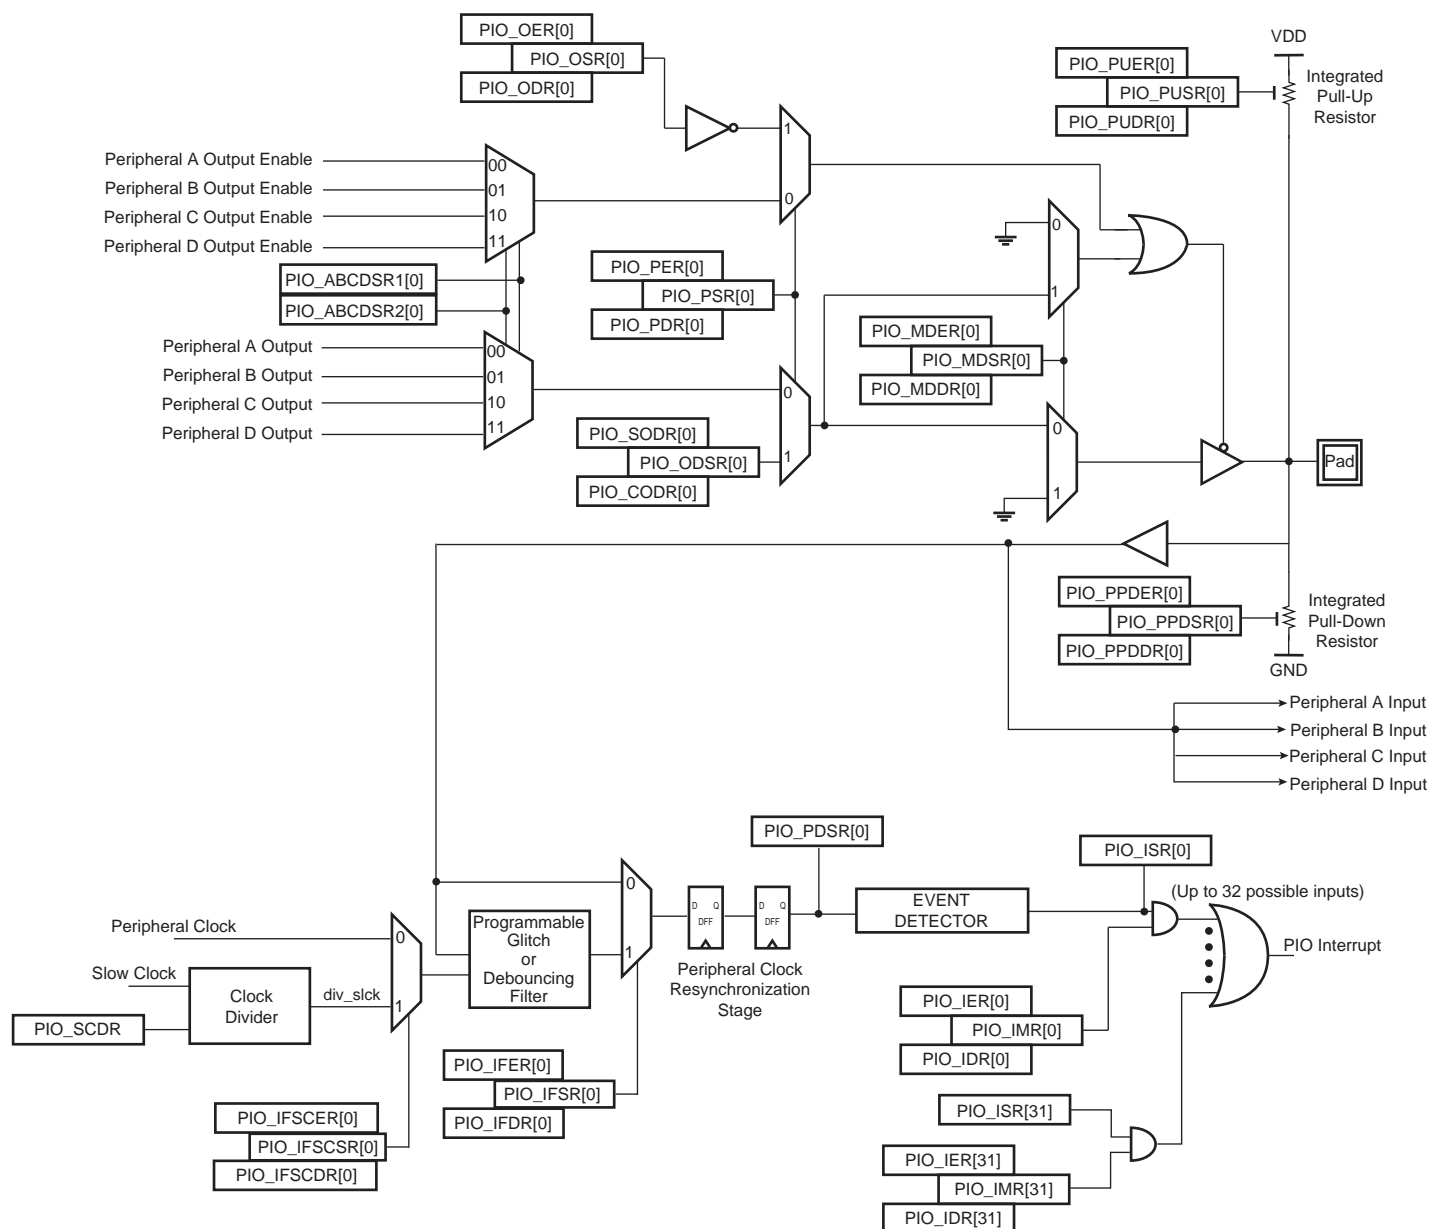 PIO_OER[0]
PIO_OSR[0]
PIO_ODR[0]
VDD
PIO_PUER[0]
PIO_PUSR[0]
PIO_PUDR[0]
Integrated
Pull-Up
Resistor
1
0
Peripheral A Output Enable
Peripheral B Output Enable
Peripheral C Output Enable
Peripheral D Output Enable
00
01
10
11
PIO_ABCDSR1[0]
PIO_ABCDSR2[0]
PIO_PER[0]
PIO_PSR[0]
PIO_PDR[0]
0
1
PIO_MDER[0]
PIO_MDSR[0]
PIO_MDDR[0]
Peripheral A Output
Peripheral B Output
Peripheral C Output
Peripheral D Output
00
01
10
11
0
1
PIO_SODR[0]
PIO_ODSR[0]
PIO_CODR[0]
0
1
Pad
PIO_PPDER[0]
PIO_PPDSR[0]
PIO_PPDDR[0]
Integrated
Pull-Down
Resistor
GND
Peripheral A Input
Peripheral B Input
Peripheral C Input
Peripheral D Input
PIO_PDSR[0]
PIO_ISR[0]
(Up to 32 possible inputs)
EVENT
DETECTOR
PIO Interrupt
0
1
D Q
DFF
D Q
DFF
Peripheral Clock
Resynchronization
Stage
Programmable
Glitch
or
Debouncing
Filter
Peripheral Clock
Slow Clock
Clock
Divider
div_slck
0
1
PIO_SCDR
PIO_IER[0]
PIO_IMR[0]
PIO_IDR[0]
PIO_IFER[0]
PIO_IFSR[0]
PIO_IFDR[0]
PIO_IFSCER[0]
PIO_IFSCSR[0]
PIO_IFSCDR[0]
PIO_ISR[31]
PIO_IER[31]
PIO_IMR[31]
PIO_IDR[31]